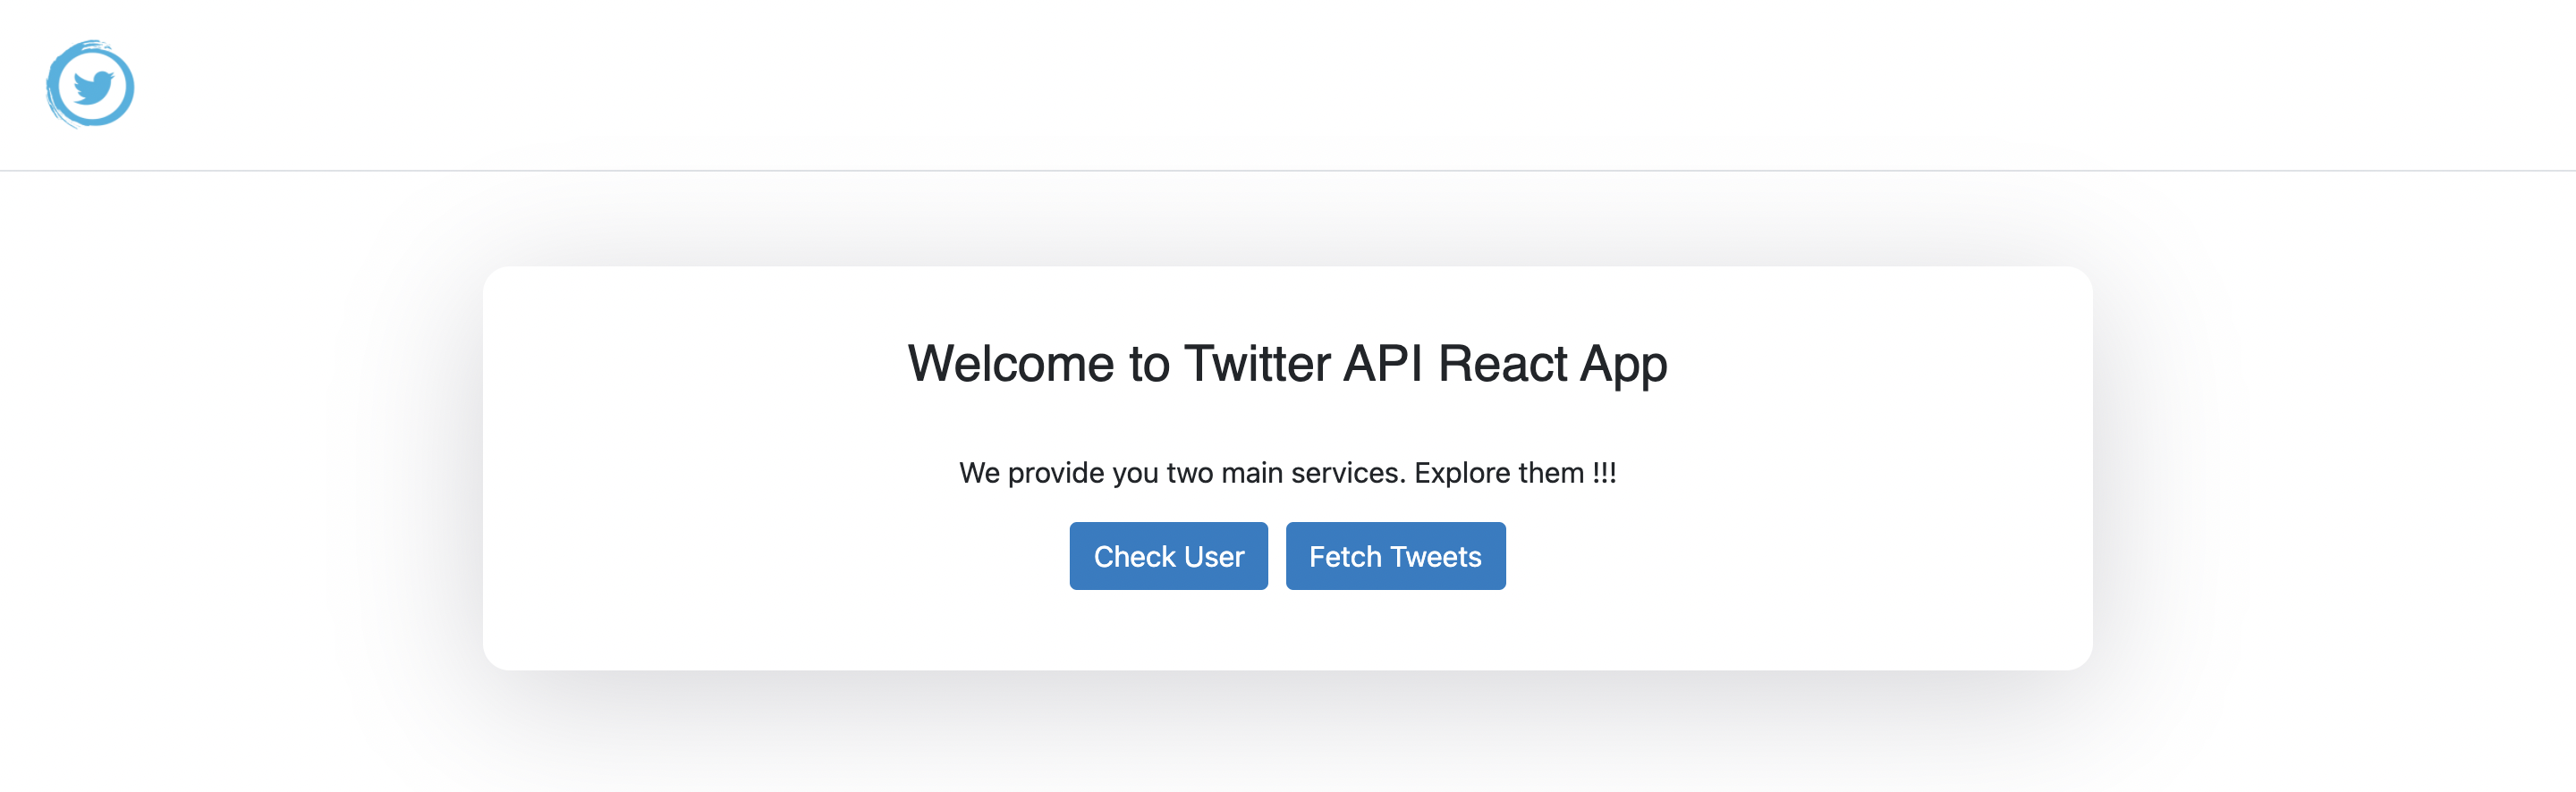 Welcome to Twitter API React App
We provide you two main services. Explore them !!!
Check User
Fetch Tweets